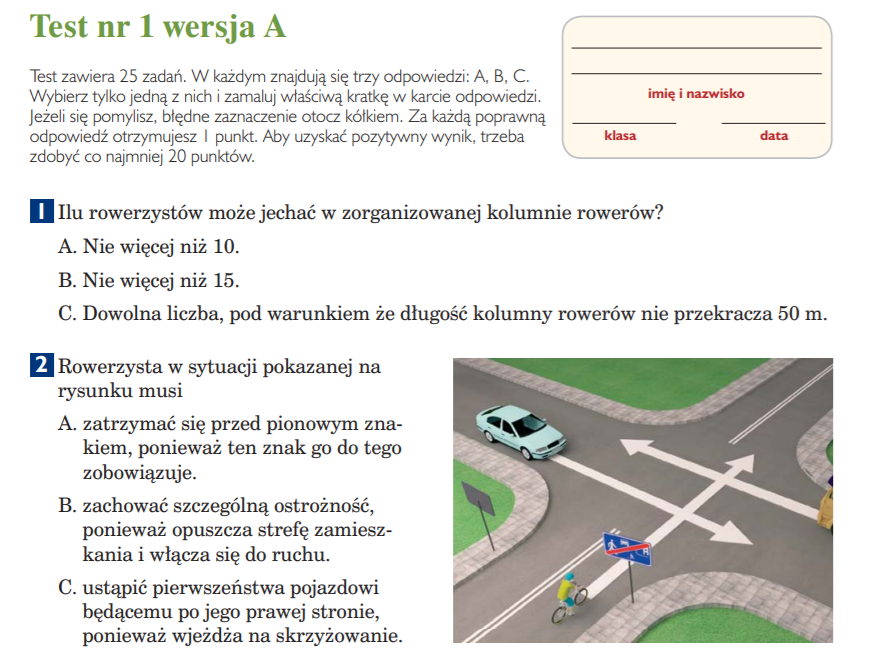 Test nr 1 wersja A
Test zawiera 25 zadań. W każdym znajdują się trzy odpowiedzi: A, B, C.
Wybierz tylko jedną z nich i zamaluj właściwą kratkę w karcie odpowiedzi.
Jeżeli się pomylisz, błędne zaznaczenie otocz kółkiem. Za każdą poprawną
odpowiedź otrzymujesz 1 punkt. Aby uzyskać pozytywny wynik, trzeba
zdobyć co najmniej 20 punktów.
imię i nazwisko
klasa data
1 Ilu rowerzystów może jechać w zorganizowanej kolumnie rowerów?
A. Nie więcej niż 10.
B. Nie więcej niż 15.
C. Dowolna liczba, pod warunkiem że długość kolumny rowerów nie przekracza 50 m.
2 Rowerzysta w sytuacji pokazanej na
rysunku musi
A. zatrzymać się przed pionowym zna-
kiem, ponieważ ten znak go do tego
zobowiązuje.
B. zachować szczególną ostrożność,
ponieważ opuszcza strefę zamiesz-
kania i włącza się do ruchu.
C. ustąpić pierwszeństwa pojazdowi
będącemu po jego prawej stronie,
ponieważ wjeżdża na skrzyżowanie.